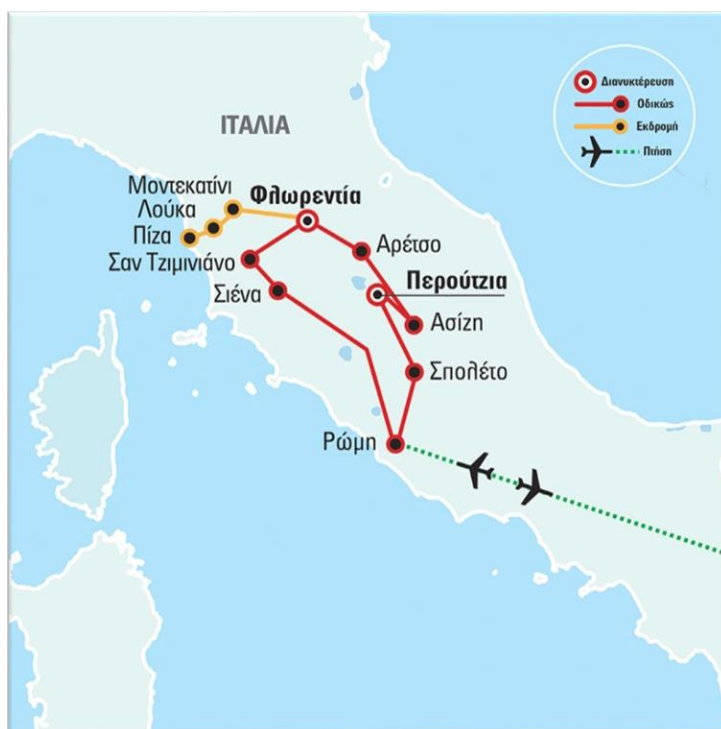 Διανυκτέρευση
Οδικώς
Εκδρομή
Πτήση
ΙΤΑΛΙΑ
Μοντεκατίνι
Φλωρεντία
Λούκα
Πίζα
Αρέτσο
Σαν Τζιμινιάνο
Περούτζια
Σιένα
Ασίζη
Σπολέτο
Ρώμη